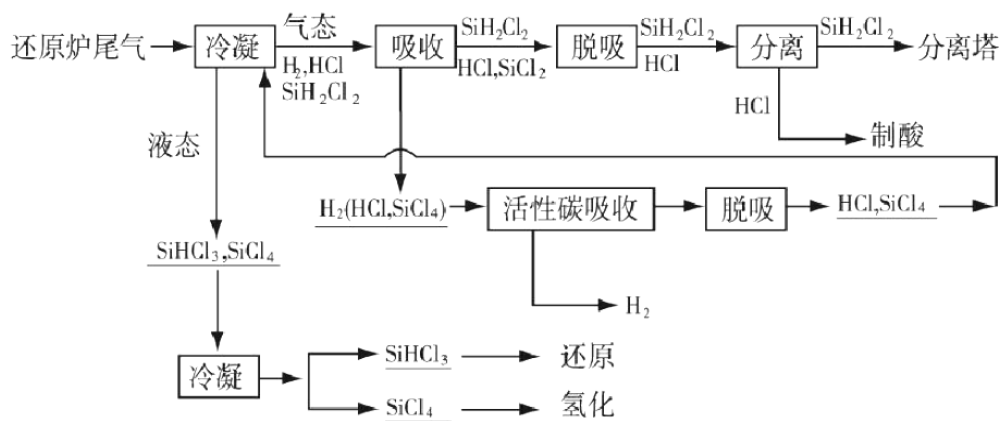 还原炉尾气
冷凝
气态
H₂,HCl
SiH₂Cl₂
吸收
SiH₂Cl₂
HCl,SiCl₂
脱吸
SiH₂Cl₂
HCl
分离
SiH₂Cl₂
分离塔
HCl
制酸
液态
H₂(HCl,SiCl₄)
活性碳吸收
脱吸
HCl,SiCl₄
H₂
SiHCl₃,SiCl₄
冷凝
SiHCl₃
还原
SiCl₄
氢化